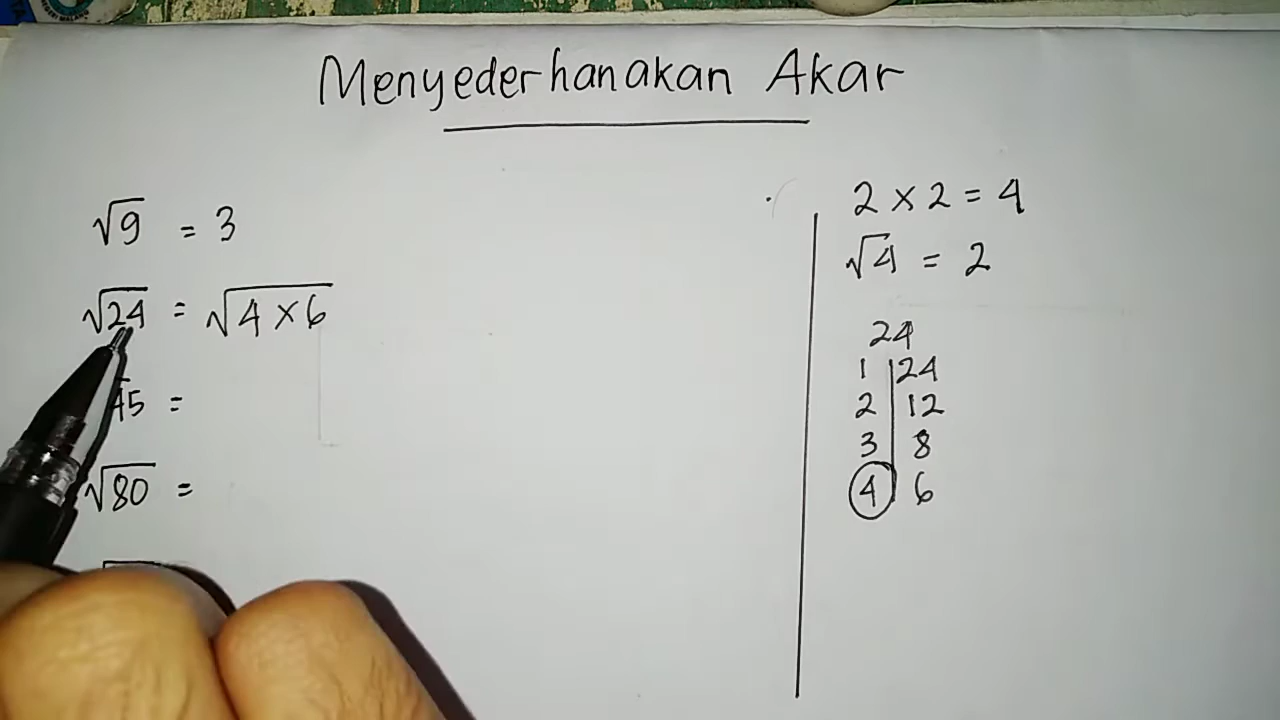 Menyederhanakan Akar
√9 = 3
√24 = √4 × 6
5 =
√80 =
2 × 2 = 4
√4 = 2
24
1 | 24
2 | 12
3 | 8
4 | 6